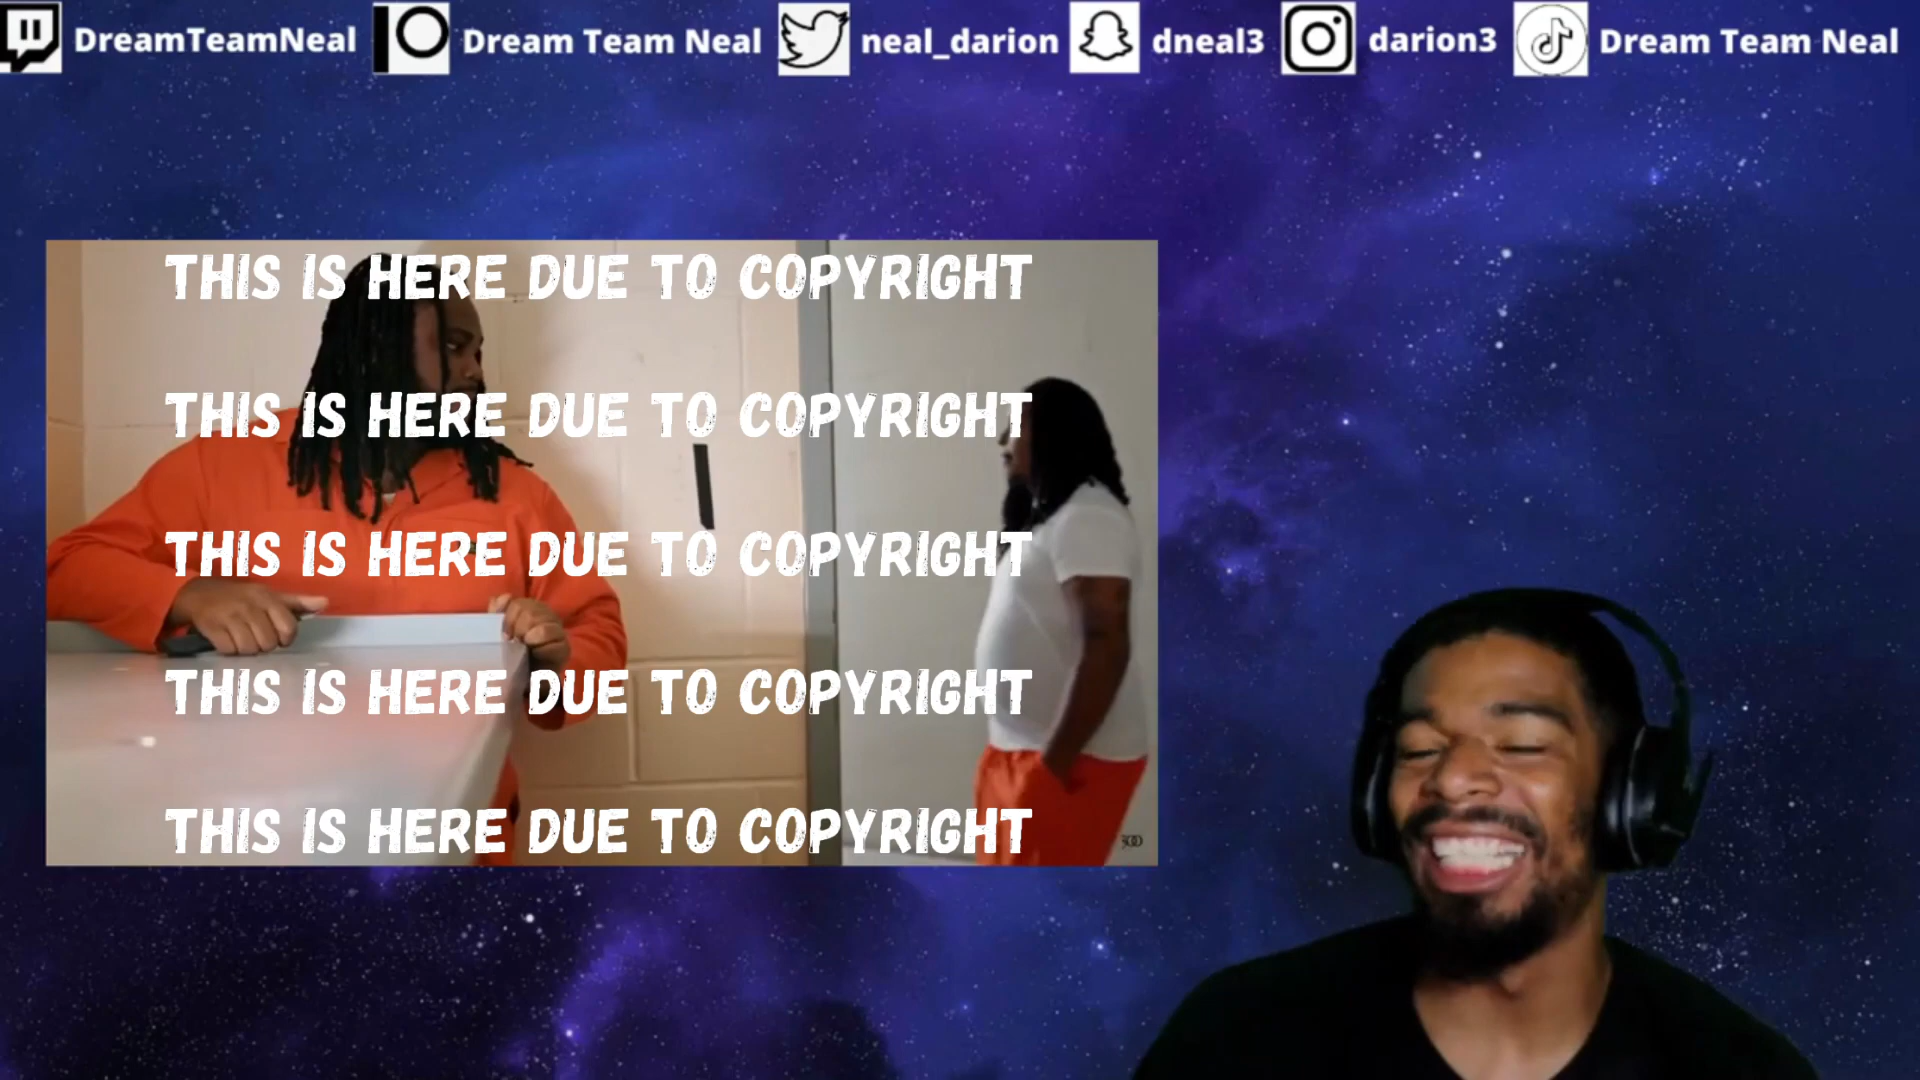 DreamTeamNeal Dream Team Neal neal_darion dneal3 darion3 Dream Team Neal
THIS IS HERE DUE TO COPYRIGHT
THIS IS HERE DUE TO COPYRIGHT
THIS IS HERE DUE TO COPYRIGHT
THIS IS HERE DUE TO COPYRIGHT
THIS IS HERE DUE TO COPYRIGHT
300